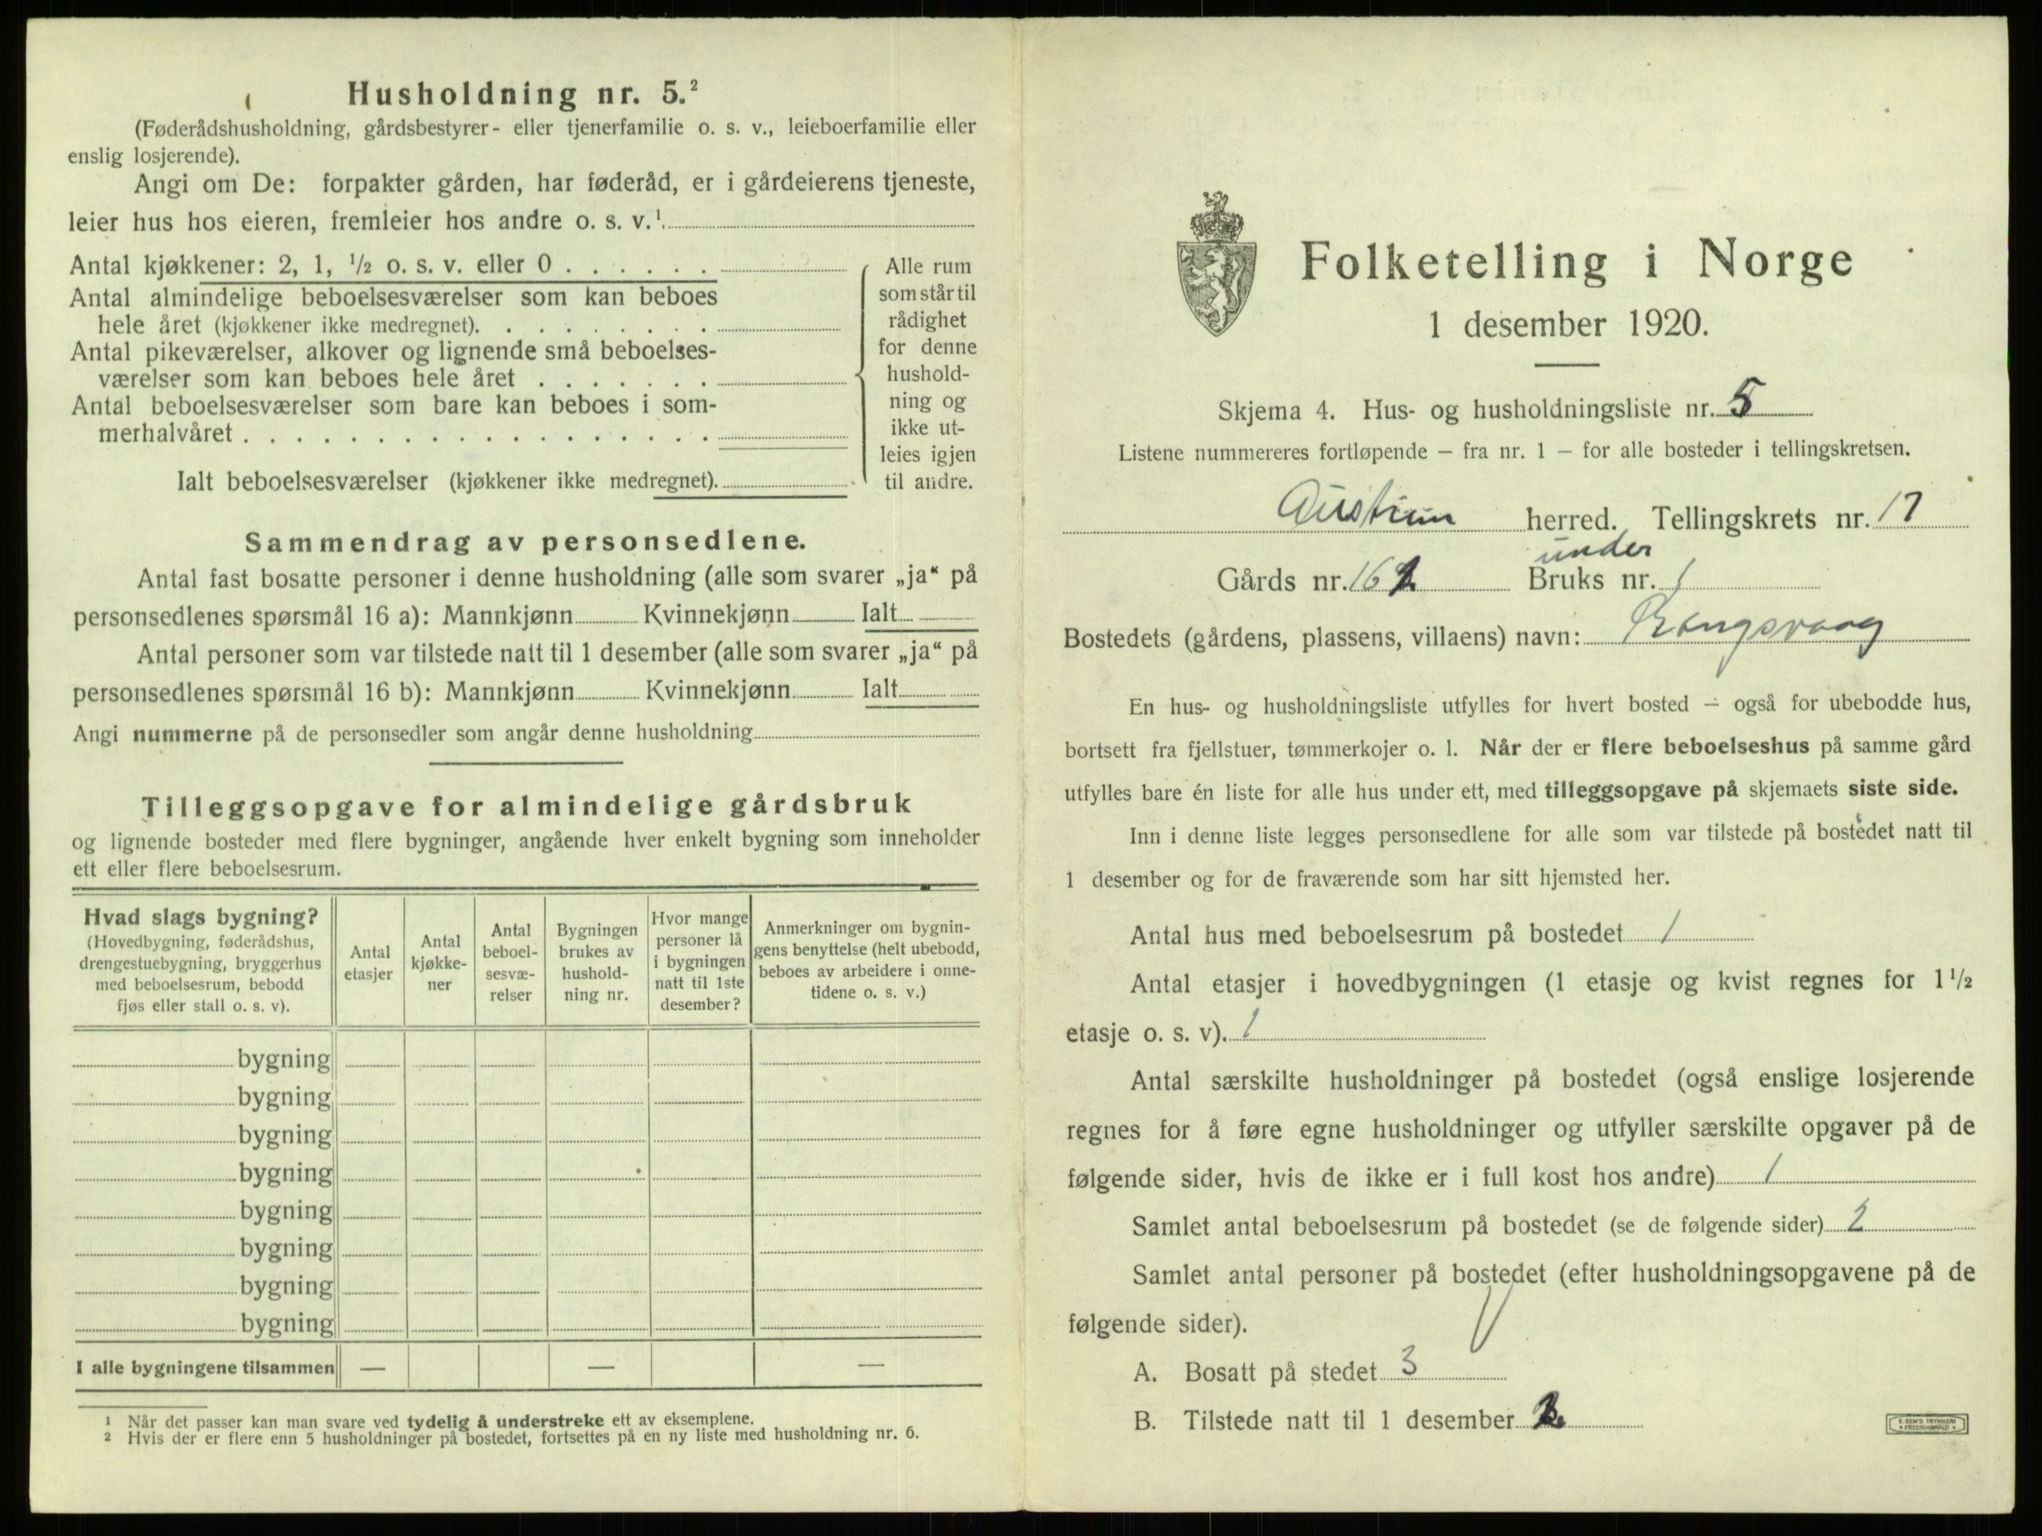 Husholdning nr. 5.²
(Føderådshusholdning, gårdsbestyrer- eller tjenerfamilie o. s. v., leieboerfamilie eller
enslig losjerende).
Angi om De: forpakter gården, har føderåd, er i gårdeierens tjeneste,
leier hus hos eieren, fremleier hos andre o. s. v.¹
Antal kjøkkener: 2, 1, ½ o. s. v. eller 0 . . . . . .
Antal almindelige beboelsesværelser som kan beboes
hele året (kjøkkener ikke medregnet). . . . . . . . .
Antal pikeværelser, alkover og lignende små beboelses-
værelser som kan beboes hele året . . . . . . .
Antal beboelsesværelser som bare kan beboes i som-
merhalvåret . . . . . . . . . . . . . . . . . .
Ialt beboelsesværelser (kjøkkener ikke medregnet).
Alle rum
som står til
rådighet
for denne
hushold-
ning og
ikke ut-
leies igjen
til andre.
Sammendrag av personsedlene.
Antal fast bosatte personer i denne husholdning (alle som svarer „ja“ på
personsedlenes spørsmål 16 a): Mannkjønn Kvinnekjønn Ialt
Antal personer som var tilstede natt til 1 desember (alle som svarer „ja“ på
personsedlenes spørsmål 16 b): Mannkjønn Kvinnekjønn Ialt
Angi nummerne på de personsedler som angår denne husholdning
Tilleggsopgave for almindelige gårdsbruk
og lignende bosteder med flere bygninger, angående hver enkelt bygning som inneholder
ett eller flere beboelsesrum.
Hvad slags bygning?
(Hovedbygning, føderådshus,
drengestuebygning, bryggerhus
med beboelsesrum, bebodd
fjøs eller stall o. s. v).
Antal
etasjer
Antal
kjøkke-
ner
Antal
beboel-
sesvæ-
relser
Bygningen
brukes av
hushold-
ning nr.
Hvor mange
personer lå
i bygningen
natt til 1ste
desember?
Anmerkninger om bygnin-
gens benyttelse (helt ubebodd,
beboes av arbeidere i onne-
tidene o. s. v.)
bygning
bygning
bygning
bygning
bygning
bygning
bygning
bygning
I alle bygningene tilsammen — — —
¹ Når det passer kan man svare ved tydelig å understreke ett av eksemplene.
² Hvis der er flere enn 5 husholdninger på bostedet, fortsettes på en ny liste med husholdning nr. 6.
Folketelling i Norge
1 desember 1920.
Skjema 4. Hus- og husholdningsliste nr. 5
Listene nummereres fortløpende – fra nr. 1 – for alle bosteder i tellingskretsen.
herred. Tellingskrets nr. 17
under
Gårds nr. 162 Bruks nr. 1
Bostedets (gårdens, plassens, villaens) navn:
En hus- og husholdningsliste utfylles for hvert bosted – også for ubebodde hus,
bortsett fra fjellstuer, tømmerkojer o. l. Når der er flere beboelseshus på samme gård
utfylles bare én liste for alle hus under ett, med tilleggsopgave på skjemaets siste side.
Inn i denne liste legges personsedlene for alle som var tilstede på bostedet natt til
1 desember og for de fraværende som har sitt hjemsted her.
Antal hus med beboelsesrum på bostedet 1
Antal etasjer i hovedbygningen (1 etasje og kvist regnes for 1½
etasje o. s. v). 1
Antal særskilte husholdninger på bostedet (også enslige losjerende
regnes for å føre egne husholdninger og utfyller særskilte opgaver på de
følgende sider, hvis de ikke er i full kost hos andre) 1
Samlet antal beboelsesrum på bostedet (se de følgende sider) 2
Samlet antal personer på bostedet (efter husholdningsopgavene på de
følgende sider).
A. Bosatt på stedet 3
B. Tilstede natt til 1 desember